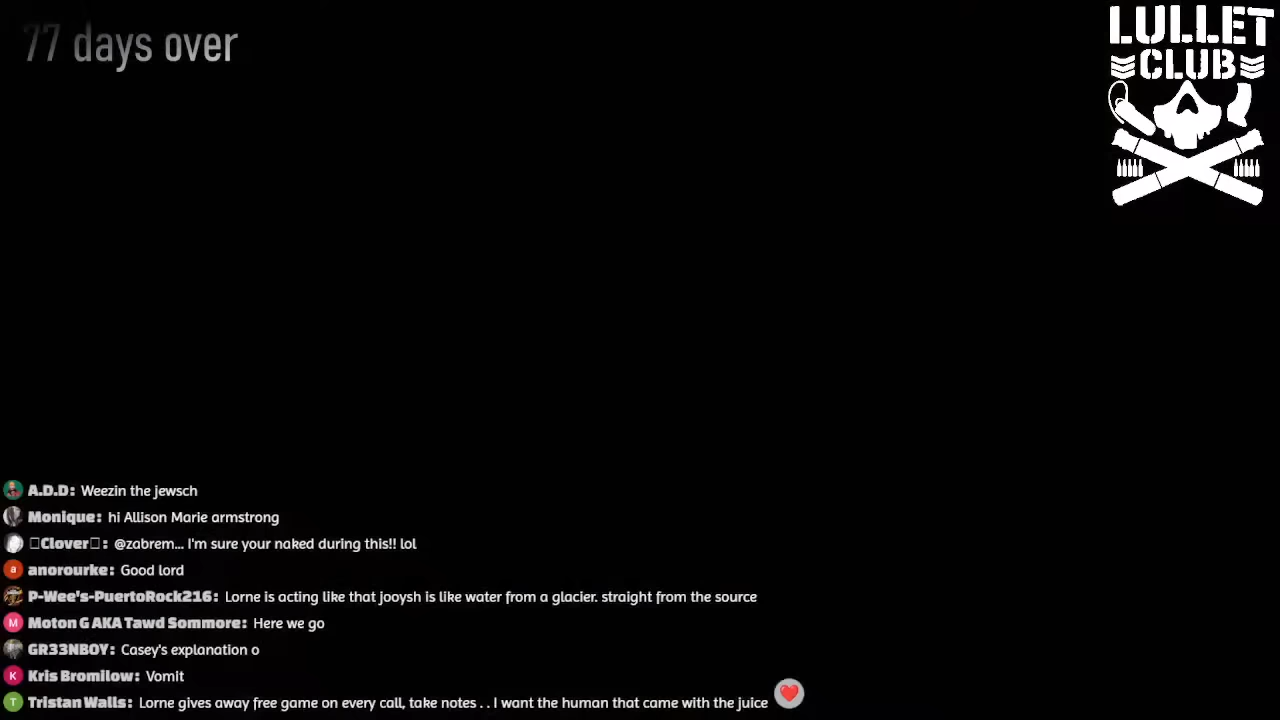 77 days over
LULLET
CLUB
A.D.D: Weezin the jewsch
Monique: hi Allison Marie armstrong
□Clover□: @zabrem... I'm sure your naked during this!! lol
a anorourke: Good lord
P-Wee's-PuertoRock216: Lorne is acting like that jooysh is like water from a glacier. straight from the source
M Moton G AKA Tawd Sommore: Here we go
GR33NBOY: Casey's explanation o
K Kris Bromilow: Vomit
T Tristan Walls: Lorne gives away free game on every call, take notes . . I want the human that came with the juice